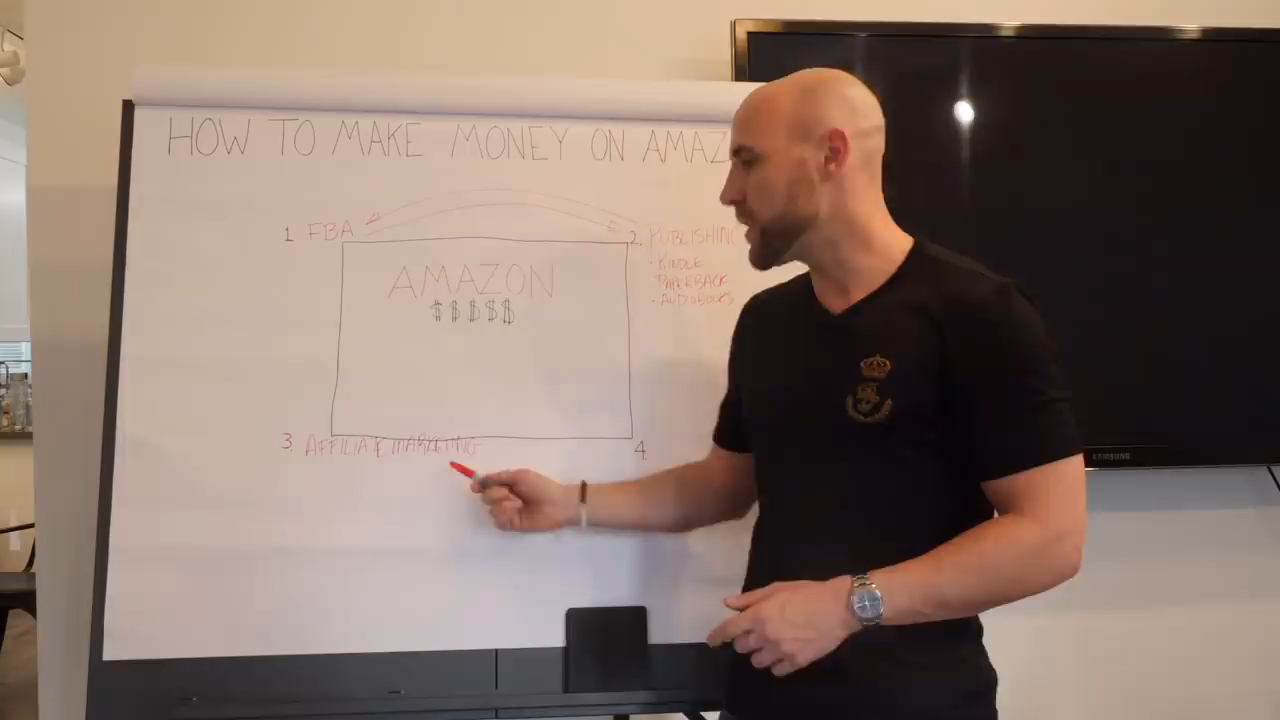 HOW TO MAKE MONEY ON AMAZ
1 FBA
2. PUBLISHING
• KINDLE
PAPERBACK
• AUDIOBOOKS
AMAZON
$$$$$
3 AFFILIATE MARKETING
4.
SAMSUNG